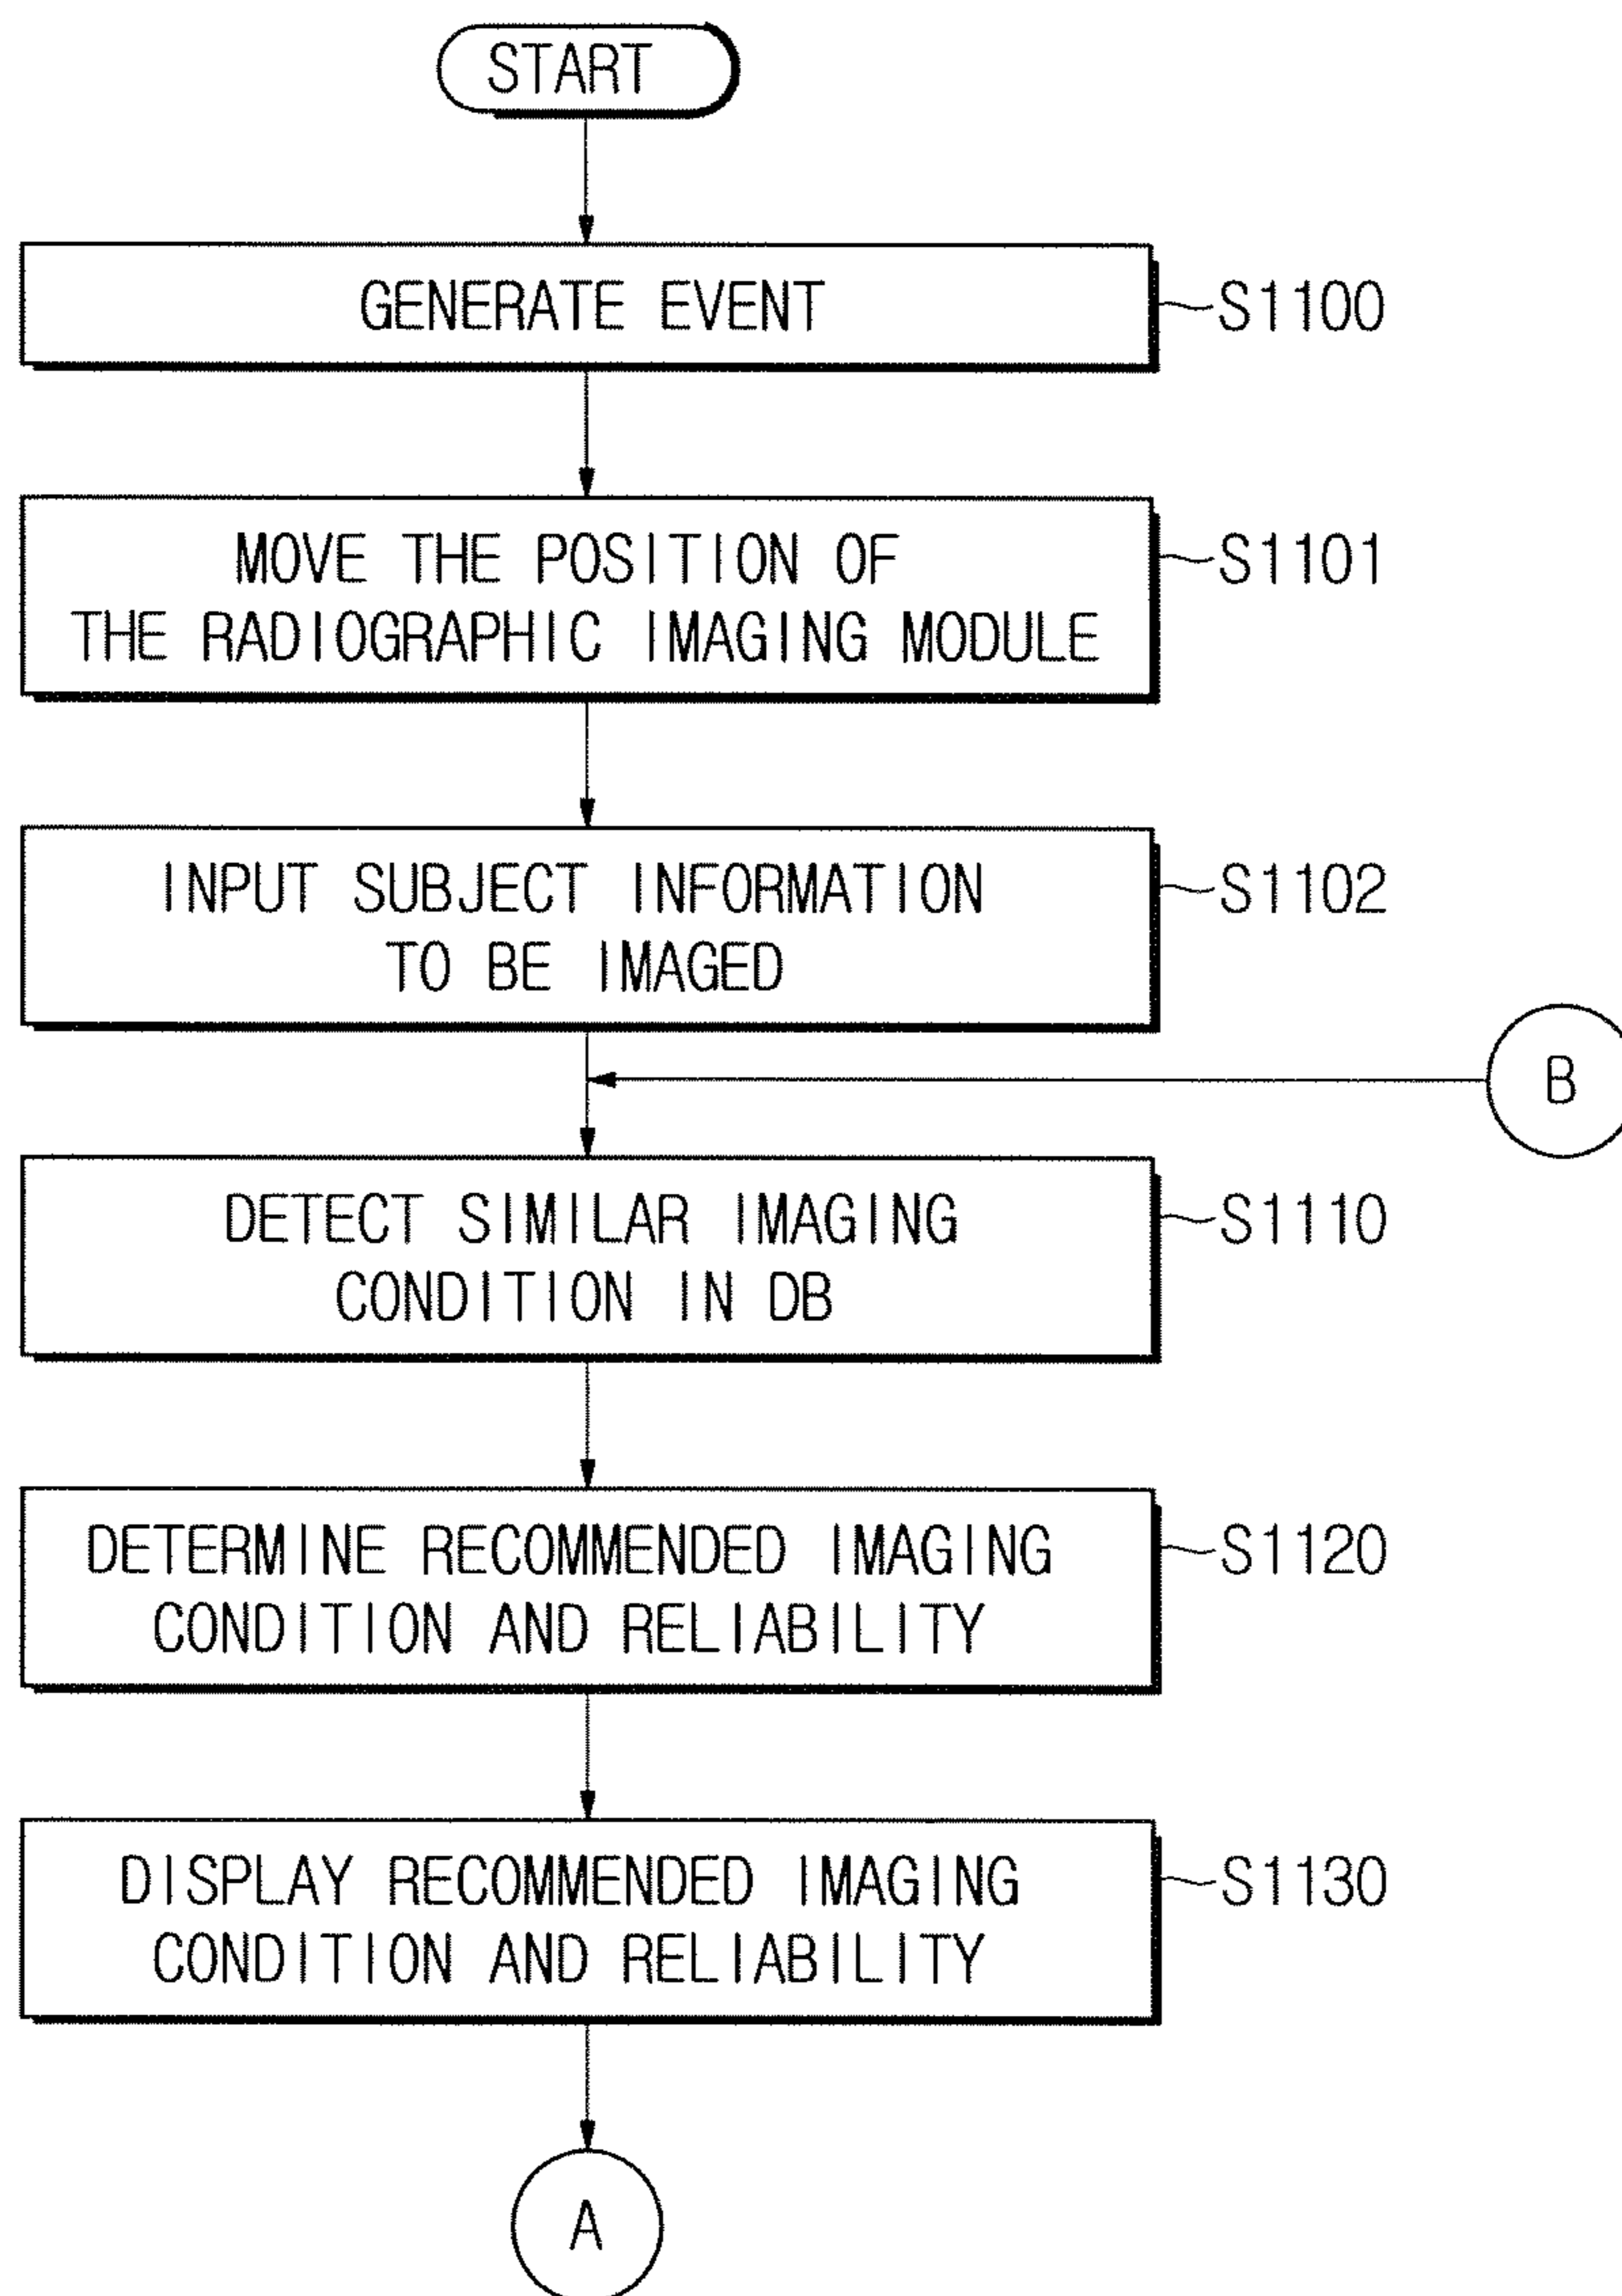 START
GENERATE EVENT
S1100
MOVE THE POSITION OF
THE RADIOGRAPHIC IMAGING MODULE
S1101
INPUT SUBJECT INFORMATION
TO BE IMAGED
S1102
B
DETECT SIMILAR IMAGING
CONDITION IN DB
S1110
DETERMINE RECOMMENDED IMAGING
CONDITION AND RELIABILITY
S1120
DISPLAY RECOMMENDED IMAGING
CONDITION AND RELIABILITY
S1130
A